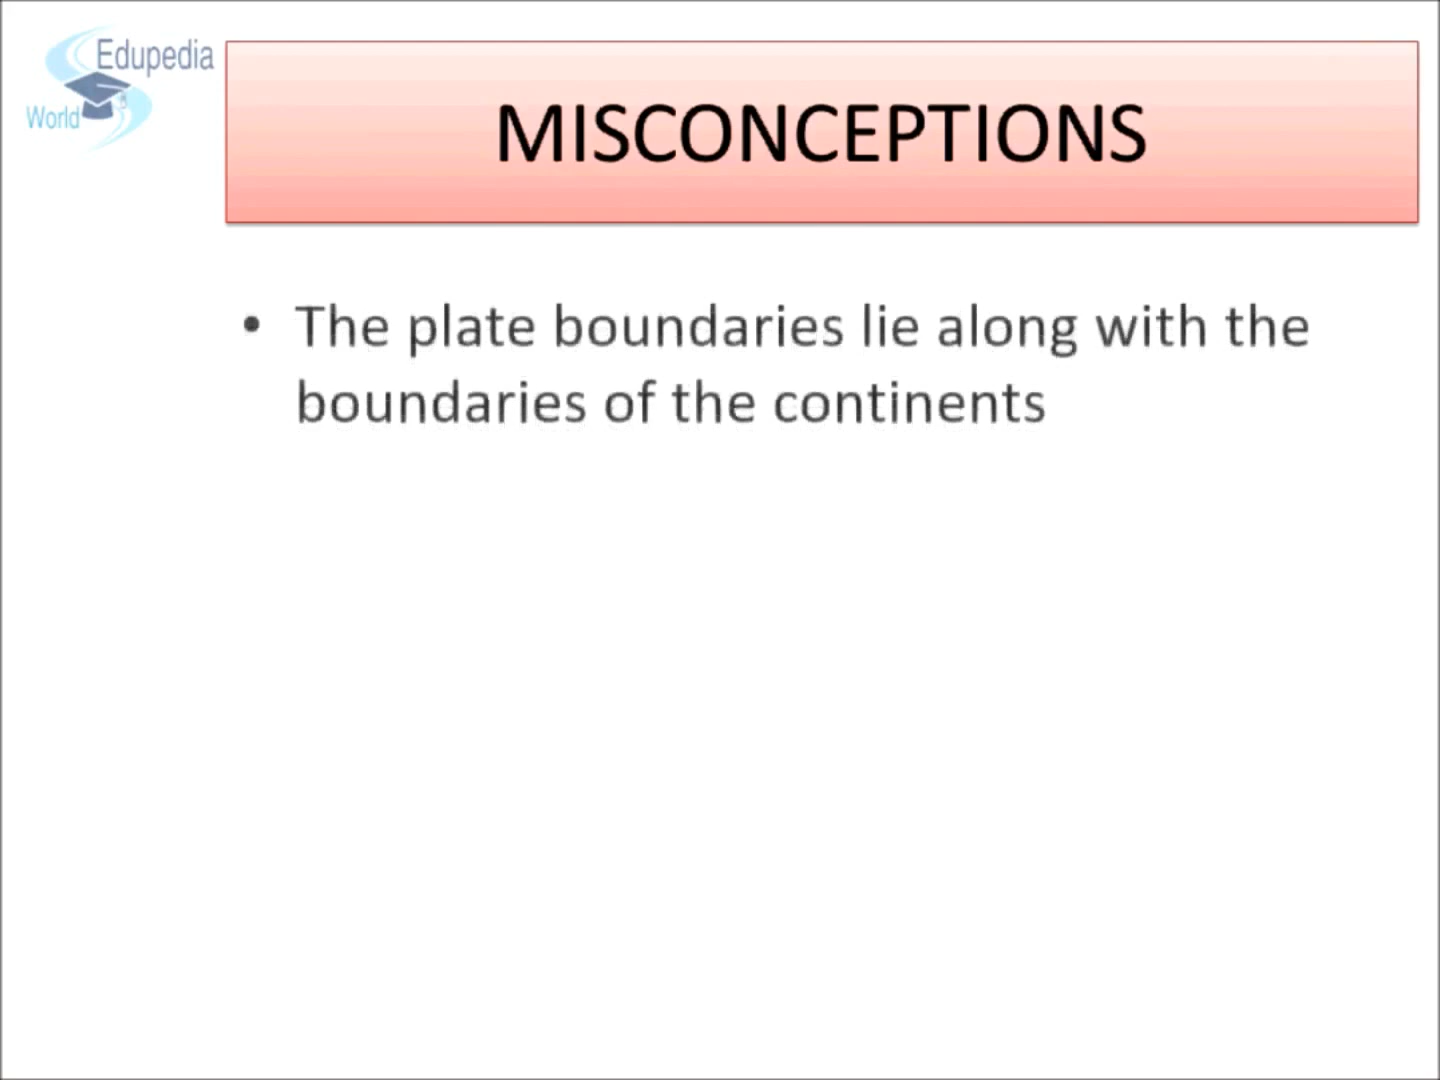 Edupedia
World
MISCONCEPTIONS
• The plate boundaries lie along with the
boundaries of the continents